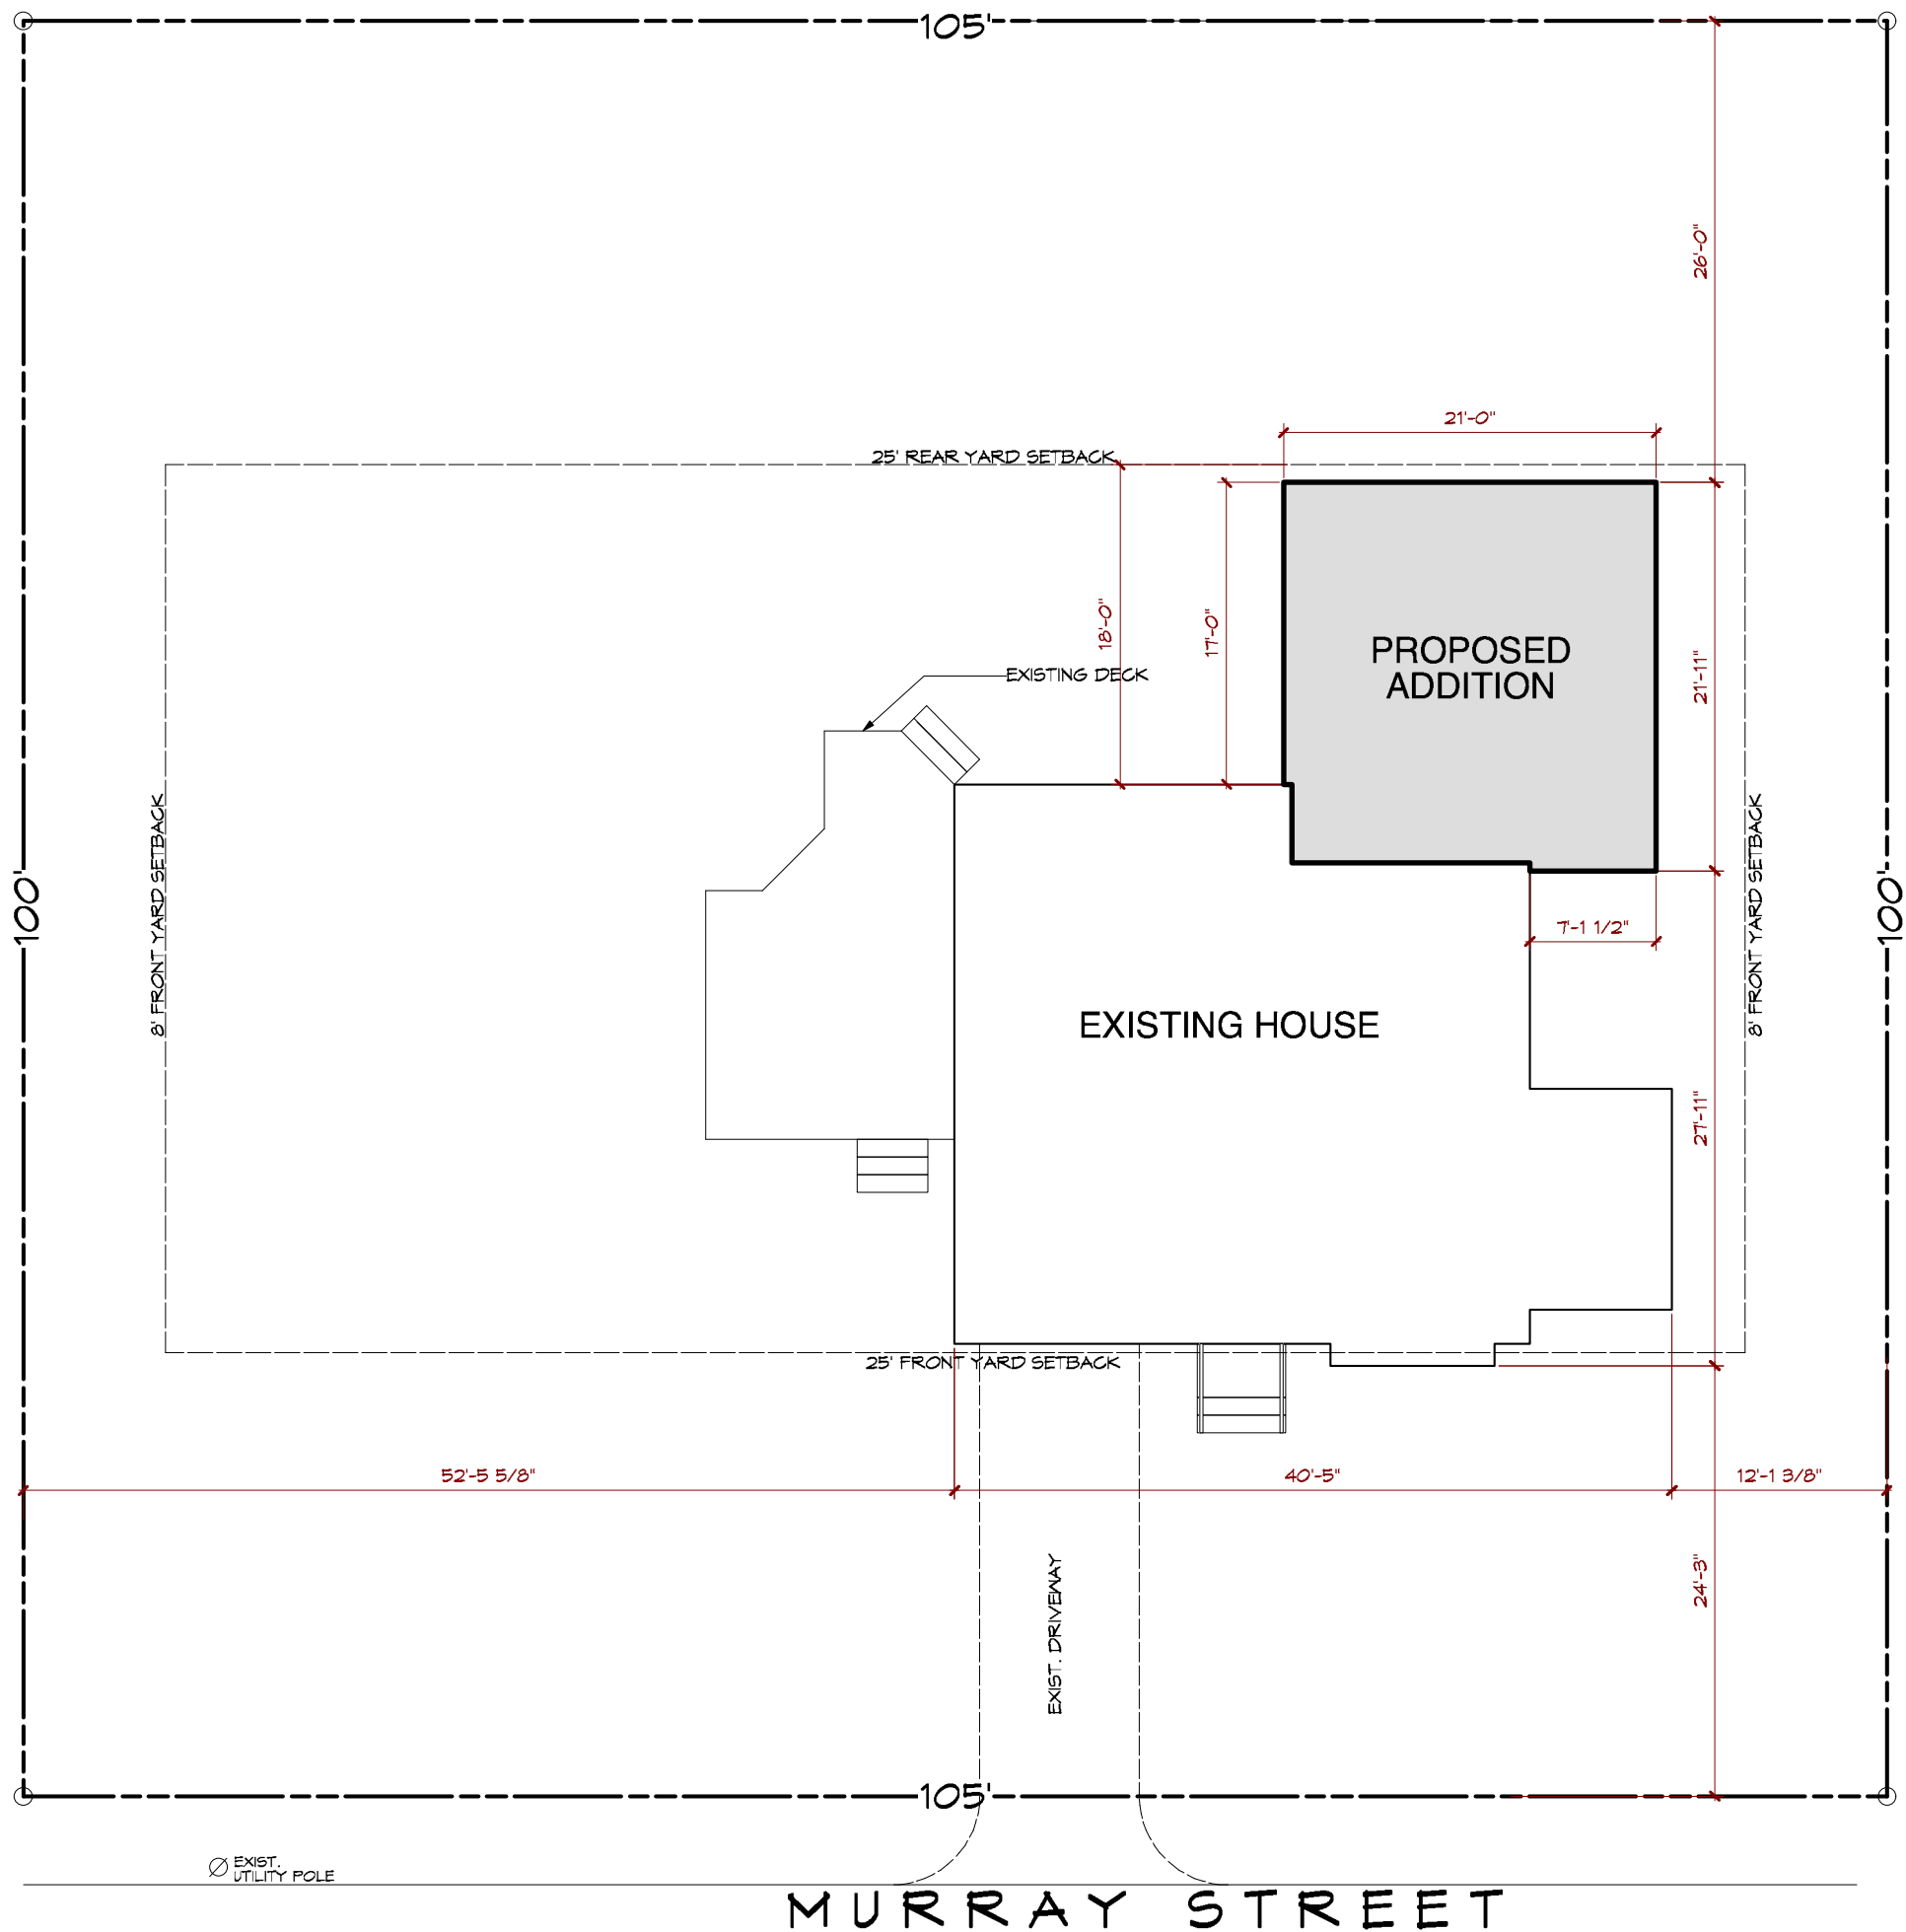 105'
26'-0"
21'-0"
25' REAR YARD SETBACK
18'-0"
17'-0"
PROPOSED
ADDITION
21'-11"
EXISTING DECK
8' FRONT YARD SETBACK
8' FRONT YARD SETBACK
100'
100'
7'-1 1/2"
EXISTING HOUSE
27'-11"
25' FRONT YARD SETBACK
52'-5 5/8"
40'-5"
12'-1 3/8"
EXIST. DRIVEWAY
24'-3"
105'
EXIST.
UTILITY POLE
MURRAY STREET